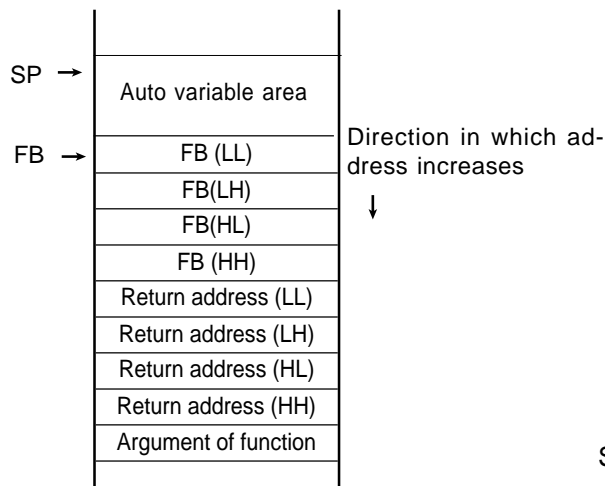 SP →
Auto variable area
FB →
FB (LL)
Direction in which ad-
dress increases
↓
FB(LH)
FB(HL)
FB (HH)
Return address (LL)
Return address (LH)
Return address (HL)
Return address (HH)
Argument of function
S